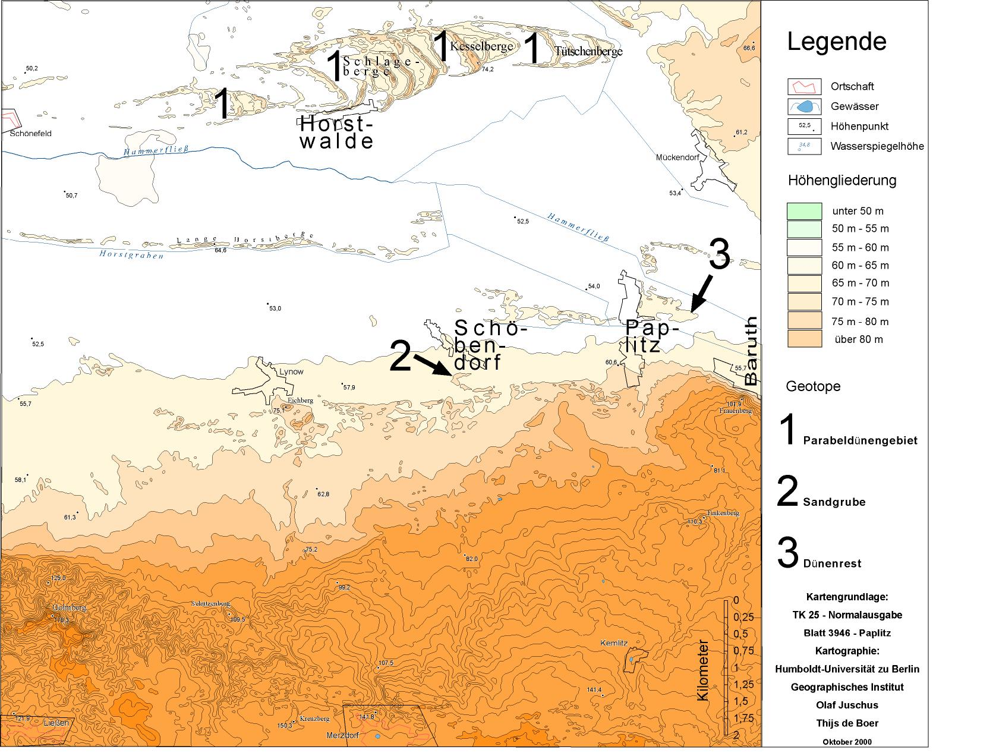 66,6
50,2
1
1
1
1
Kesselberge
Tütschenberge
Schlage-
berge
74,2
Schönefeld
Horst-
walde
61,2
Hammerfließ
Mückendorf
50,7
53,4
52,5
Hammerfließ
Lange Horstberge
64,6
Horstgraben
3
54,0
53,0
Schö-
ben-
dorf
Pap-
litz
Baruth
52,5
2
60,6
55,7
Lynow
57,9
55,7
Eichberg
75,1
101,9
Frauenberg
58,1
81,1
62,8
61,3
Finkenberg
110,3
75,2
82,0
125,0
99,2
Golmberg
178,3
Schützenberg
109,5
Kemlitz
107,5
141,4
121,9
Ließen
150,3
Kreuzberg
141,8
Merzdorf
Kilometer
0
0,25
0,5
0,75
1
1,25
1,5
1,75
2
Legende
Ortschaft
Gewässer
52,5
Höhenpunkt
34,8
Wasserspiegelhöhe
Höhengliederung
unter 50 m
50 m - 55 m
55 m - 60 m
60 m - 65 m
65 m - 70 m
70 m - 75 m
75 m - 80 m
über 80 m
Geotope
1 Parabeldünengebiet
2 Sandgrube
3 Dünenrest
Kartengrundlage:
TK 25 - Normalausgabe
Blatt 3946 - Paplitz
Kartographie:
Humboldt-Universität zu Berlin
Geographisches Institut
Olaf Juschus
Thijs de Boer
Oktober 2000